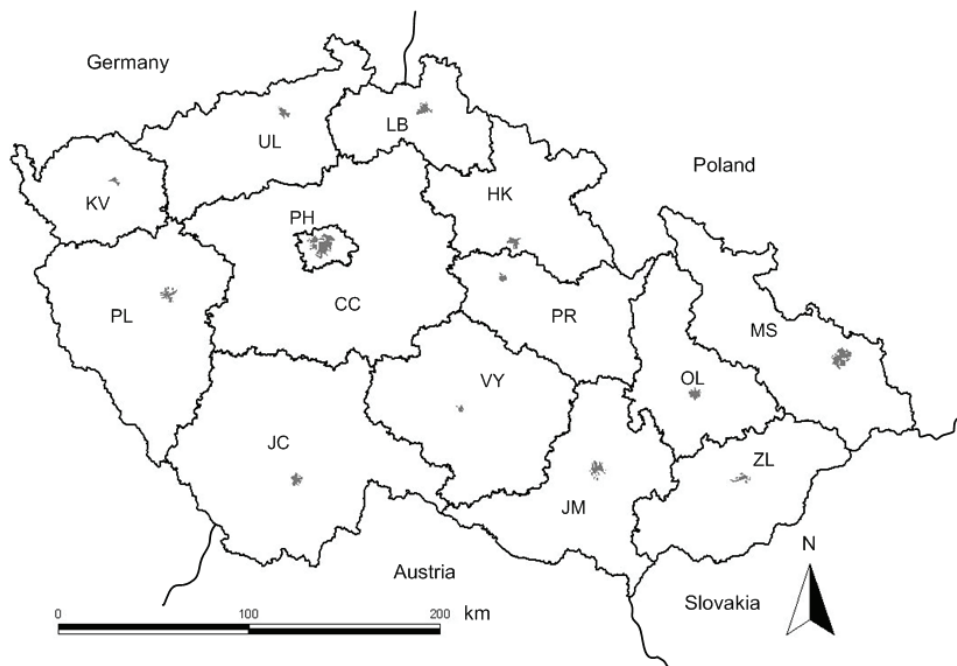 Germany
UL
LB
KV
HK
Poland
PH
CC
PL
PR
MS
VY
OL
JC
ZL
JM
N
Austria
Slovakia
0 100 200 km